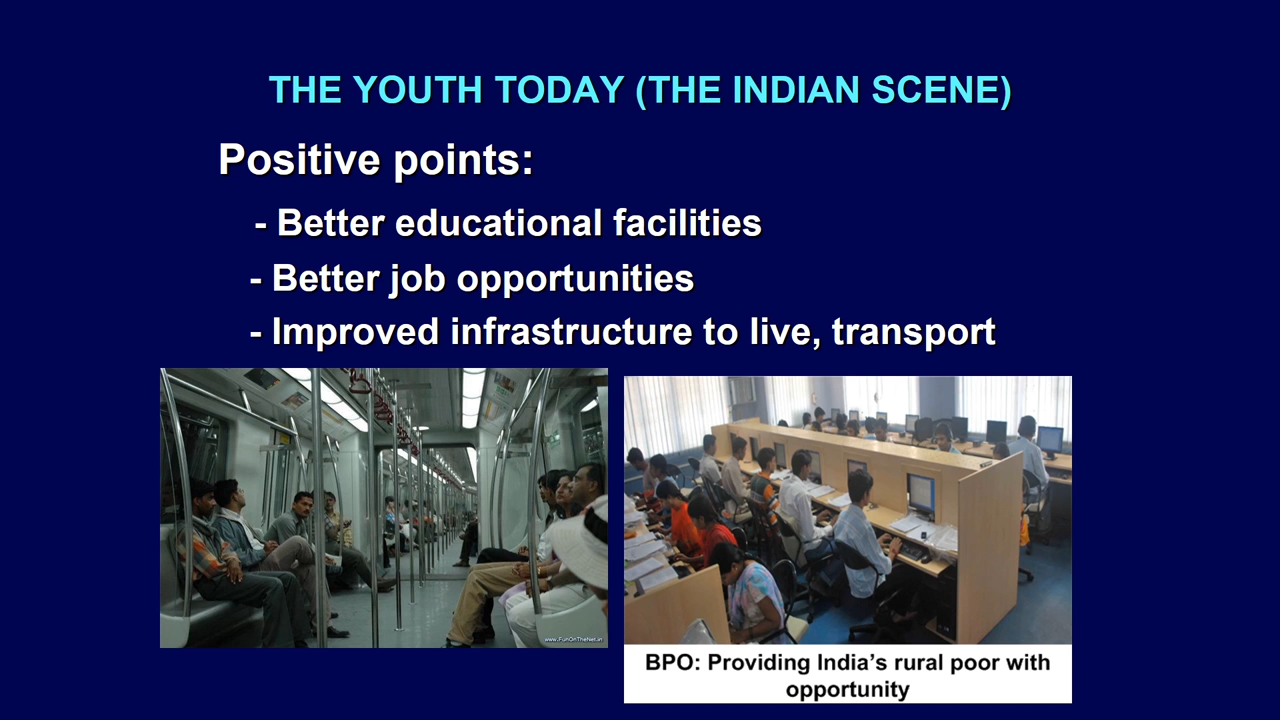 THE YOUTH TODAY (THE INDIAN SCENE)
Positive points:
- Better educational facilities
- Better job opportunities
- Improved infrastructure to live, transport
www.FunOnTheNet.in
BPO: Providing India’s rural poor with
opportunity